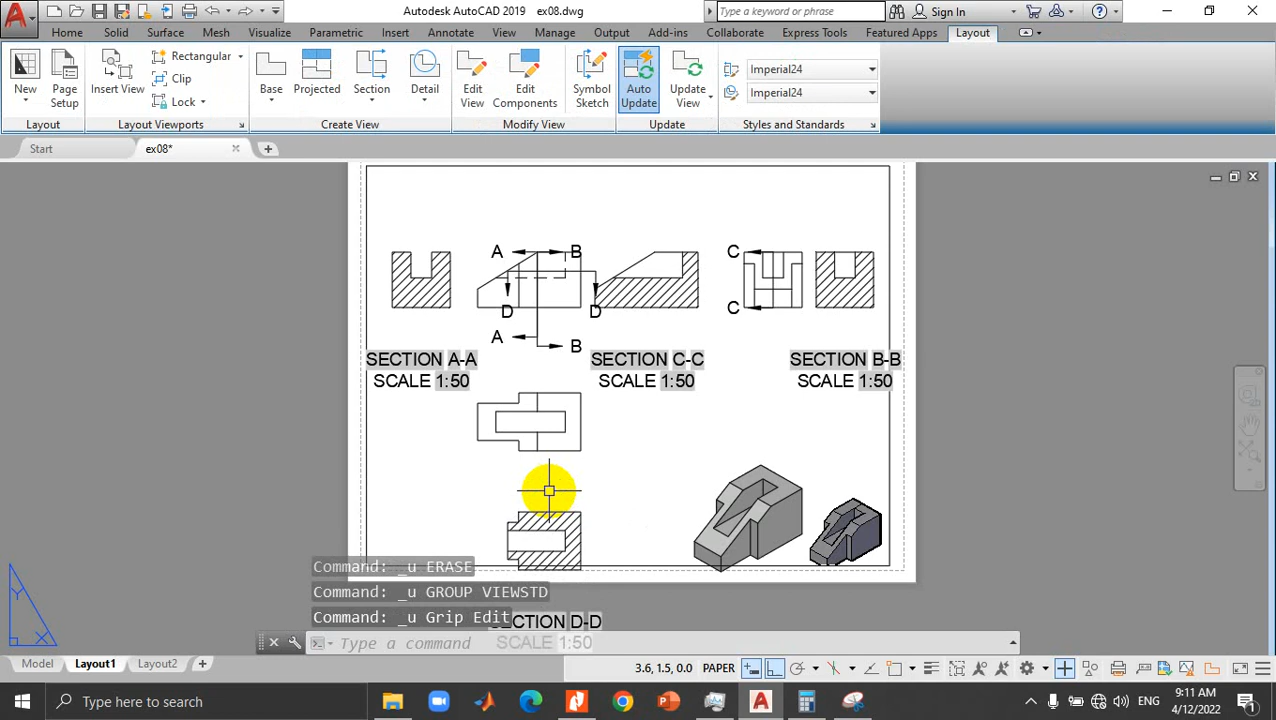 Autodesk AutoCAD 2019 ex08.dwg
Type a keyword or phrase
Sign In
Home Solid Surface Mesh Visualize Parametric Insert Annotate View Manage Output Add-ins Collaborate Express Tools Featured Apps Layout
New
Page Setup
Layout
Insert View
Rectangular
Clip
Lock
Layout Viewports
Base
Projected
Section
Detail
Create View
Edit View
Edit Components
Symbol Sketch
Modify View
Auto Update
Update View
Update
Imperial24
Imperial24
Styles and Standards
Start
ex08*
A B C
D D C
A
B
SECTION A-A
SCALE 1:50
SECTION C-C
SCALE 1:50
SECTION B-B
SCALE 1:50
Command: _u ERASE
Command: _u GROUP VIEWSTD
Command: _u Grip Edit
SECTION D-D
SCALE 1:50
Type a command
Y
X
Model Layout1 Layout2
3.6, 1.5, 0.0 PAPER
Type here to search
ENG
9:11 AM
4/12/2022
1